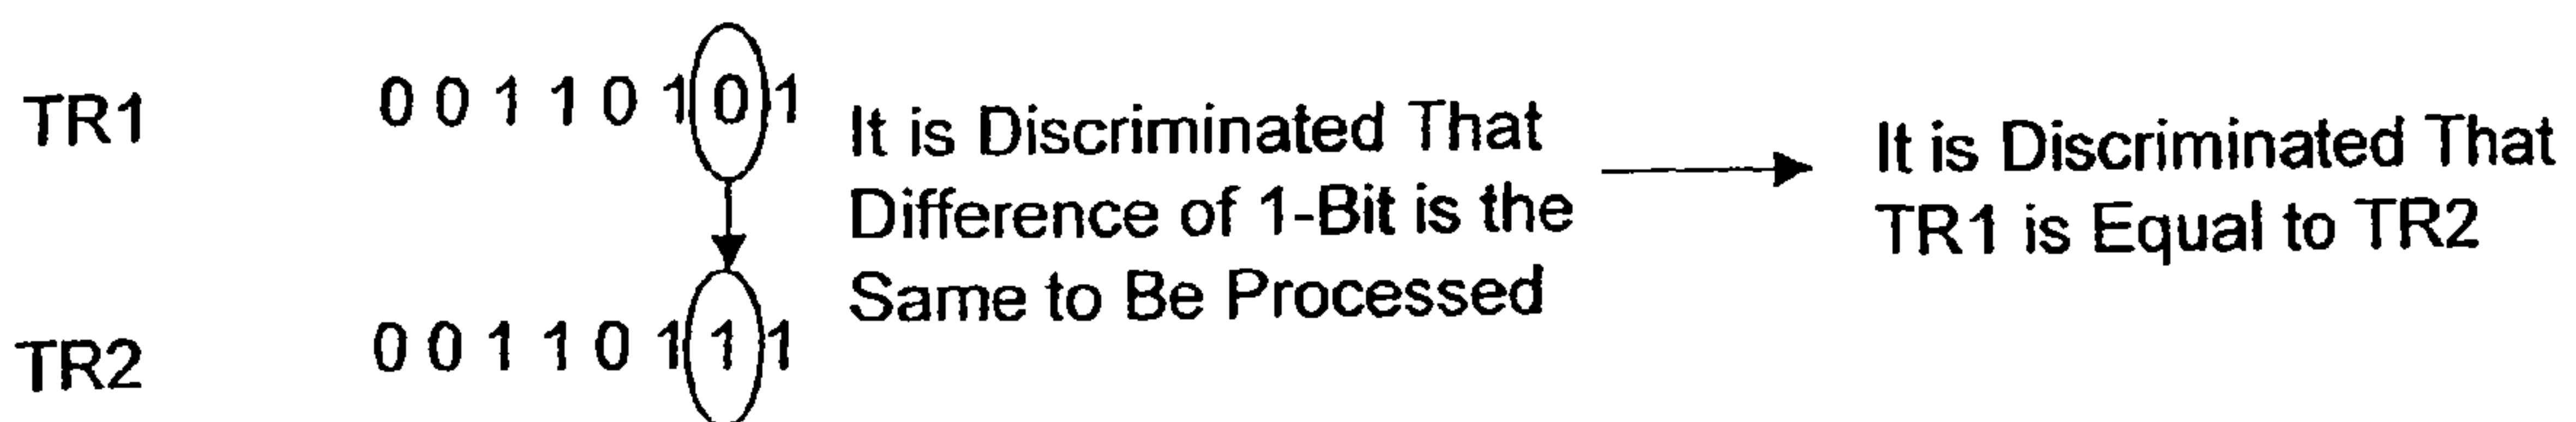 TR1 0 0 1 1 0 1 0 1
It is Discriminated That
Difference of 1-Bit is the
Same to Be Processed
It is Discriminated That
TR1 is Equal to TR2
TR2 0 0 1 1 0 1 1 1